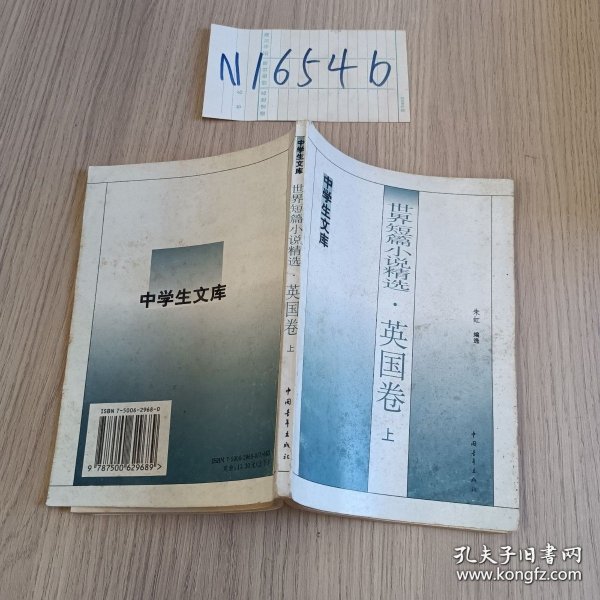 N16546
中学生文库
世界短篇小说精选·英国卷
上
朱虹 编选
中国青年出版社
中学生文库
世界短篇小说精选·英国卷
上
中国青年出版社
中学生文库
ISBN 7-5006-2968-0
9 787500 629689 >
孔夫子旧书网
www.kongfz.com